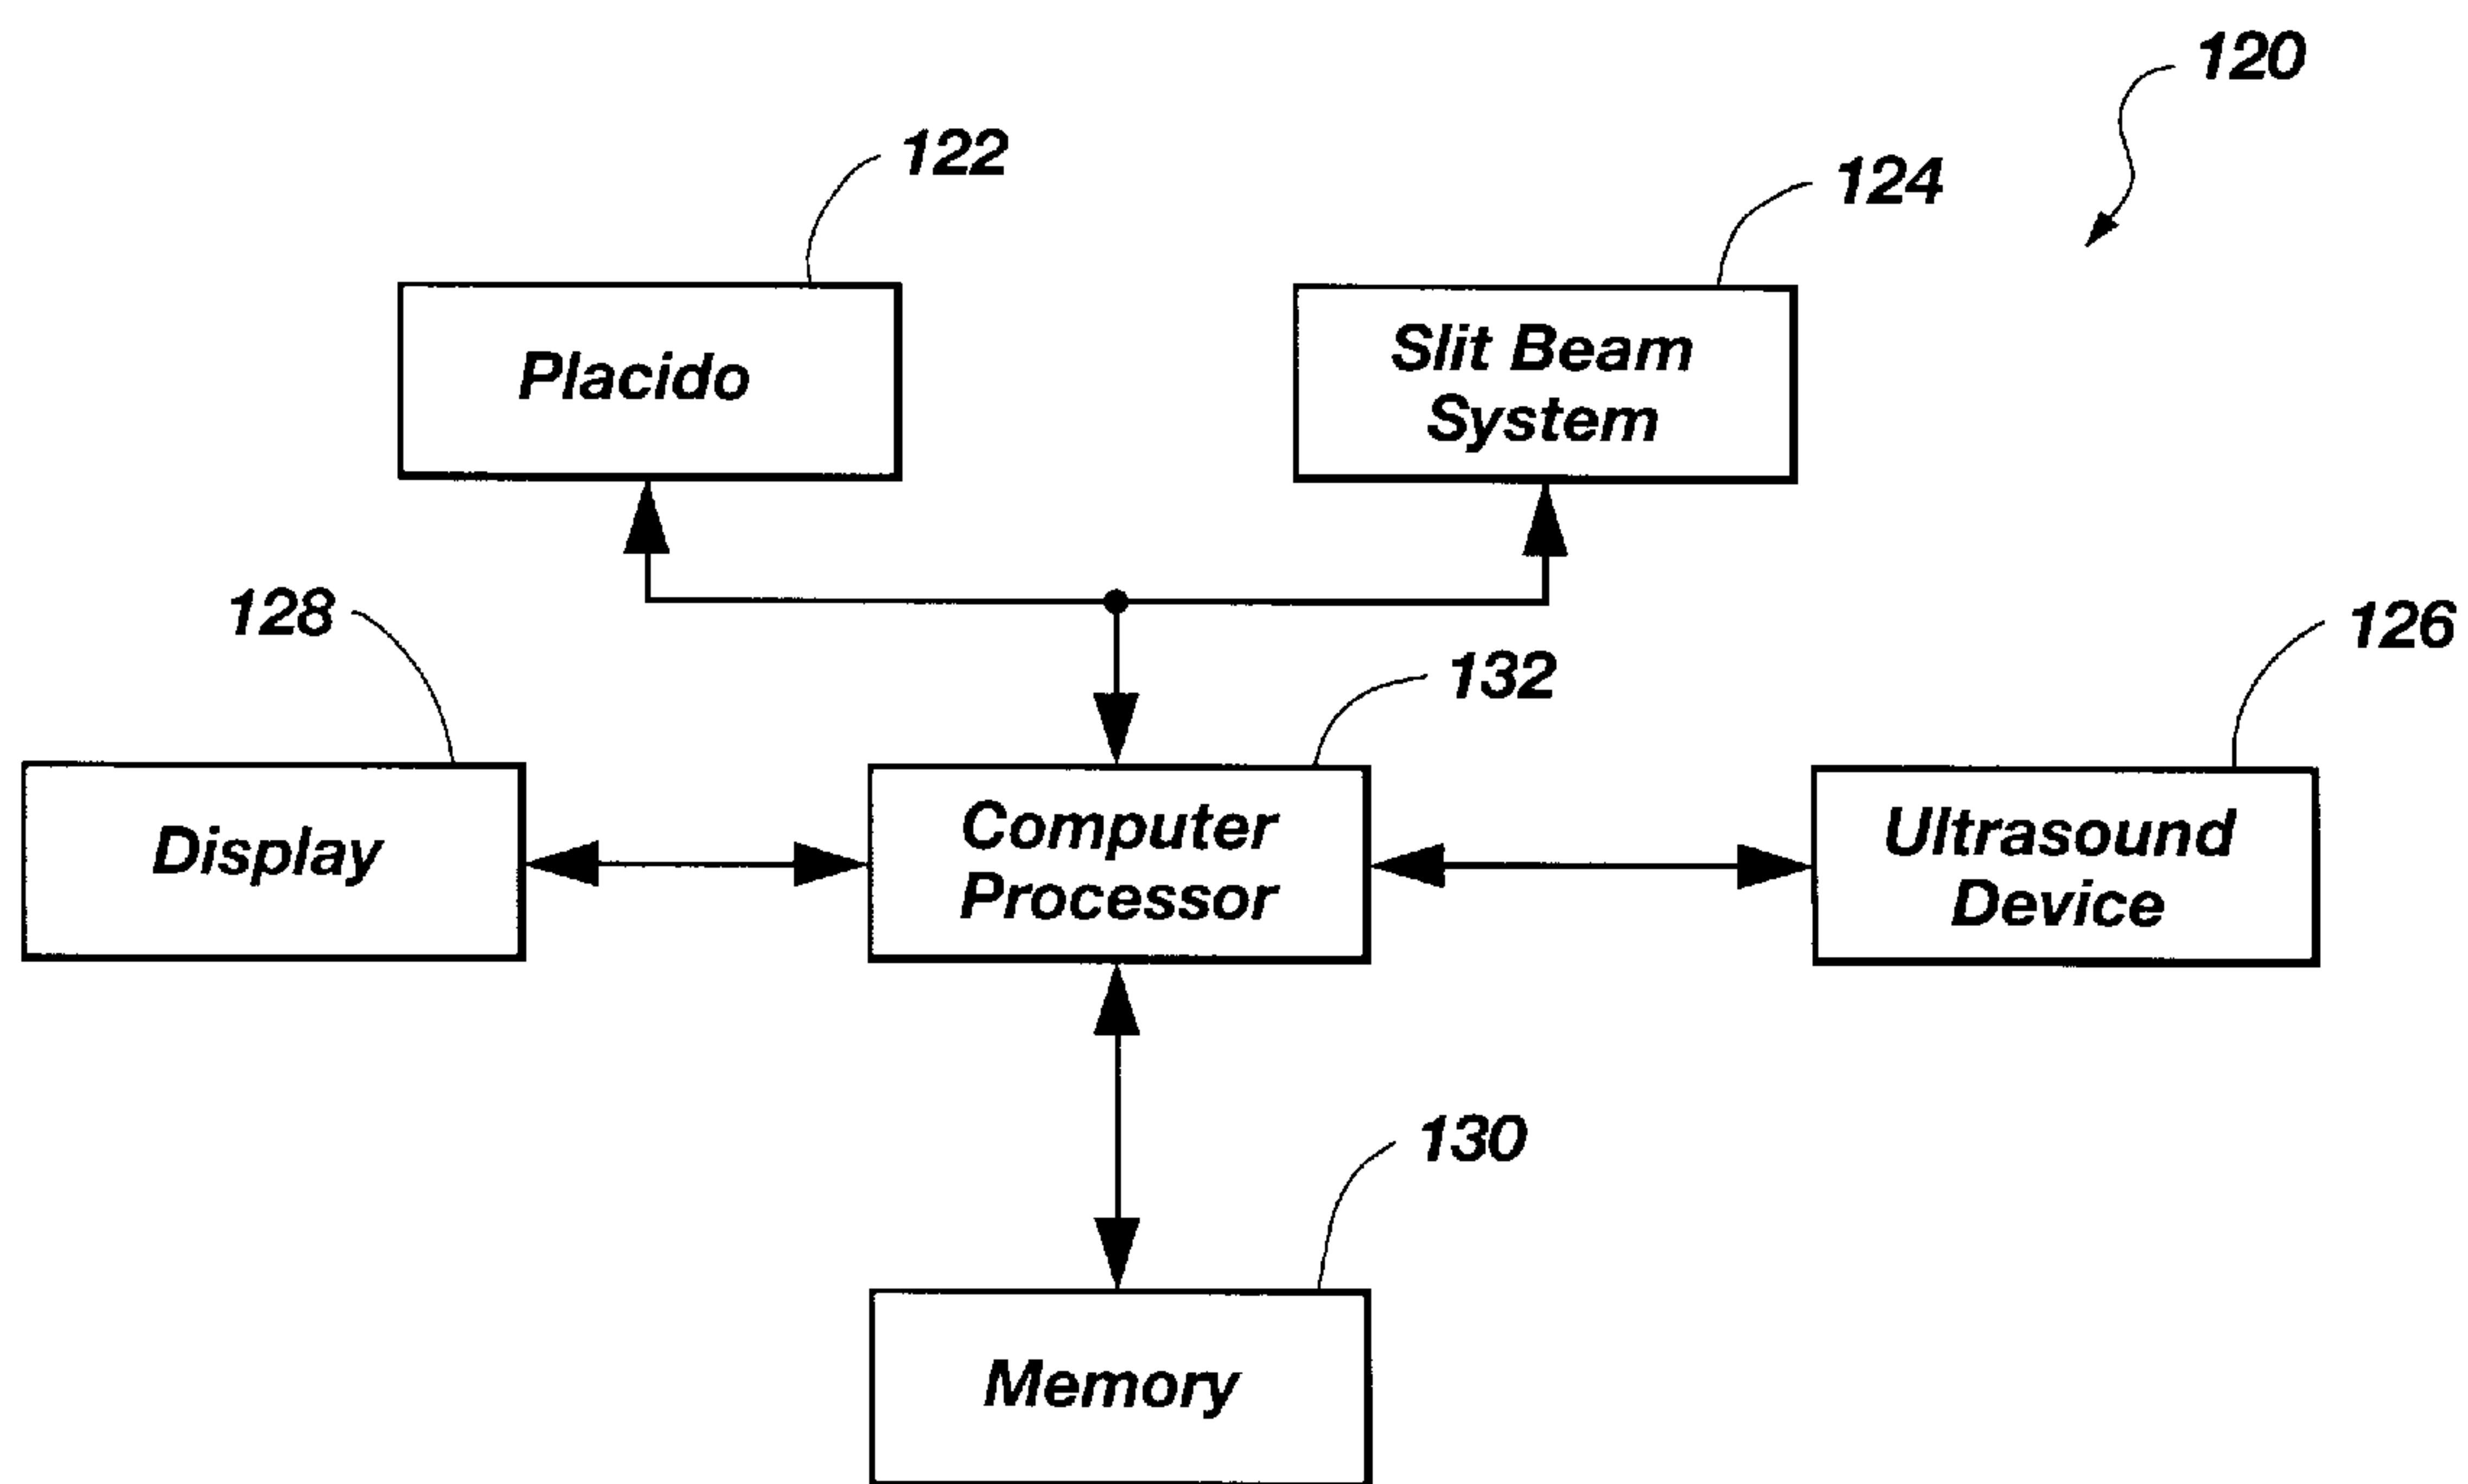 120
122
124
Placido
Slit Beam
System
128
126
132
Display
Computer
Processor
Ultrasound
Device
130
Memory